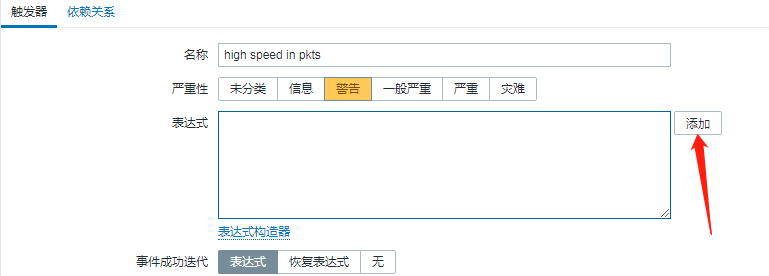 触发器 依赖关系
名称 high speed in pkts
严重性 未分类 信息 警告 一般严重 严重 灾难
表达式 添加
表达式构造器
事件成功迭代 表达式 恢复表达式 无